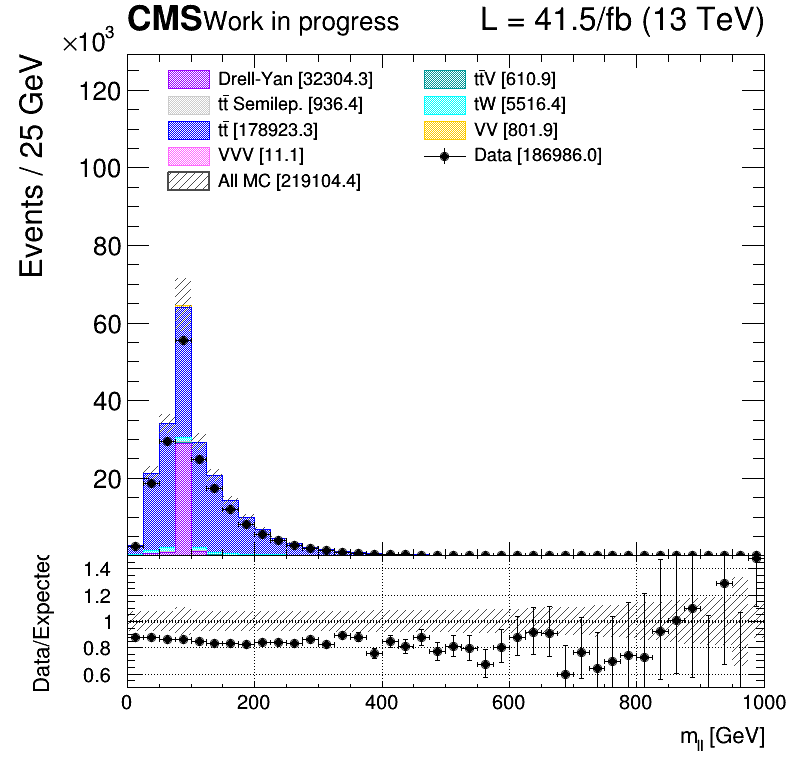 CMS Work in progress L = 41.5/fb (13 TeV)
×10³
Events / 25 GeV
120
100
80
60
40
20
Drell-Yan [32304.3]
tt̄ Semilep. [936.4]
tt̄ [178923.3]
VVV [11.1]
All MC [219104.4]
tt̄V [610.9]
tW [5516.4]
VV [801.9]
Data [186986.0]
Data/Expected
1.4
1.2
1
0.8
0.6
0 200 400 600 800 1000
m_ll [GeV]